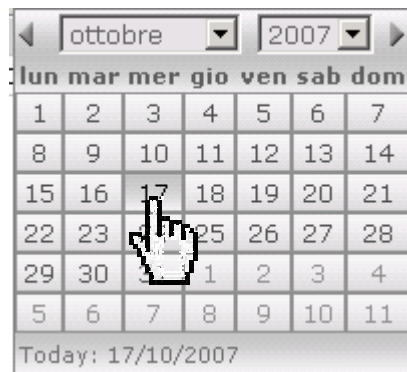 ottobre 2007
lun mar mer gio ven sab dom
1 2 3 4 5 6 7
8 9 10 11 12 13 14
15 16 17 18 19 20 21
22 23 25 26 27 28
29 30 1 2 3 4
5 6 7 8 9 10 11
Today: 17/10/2007